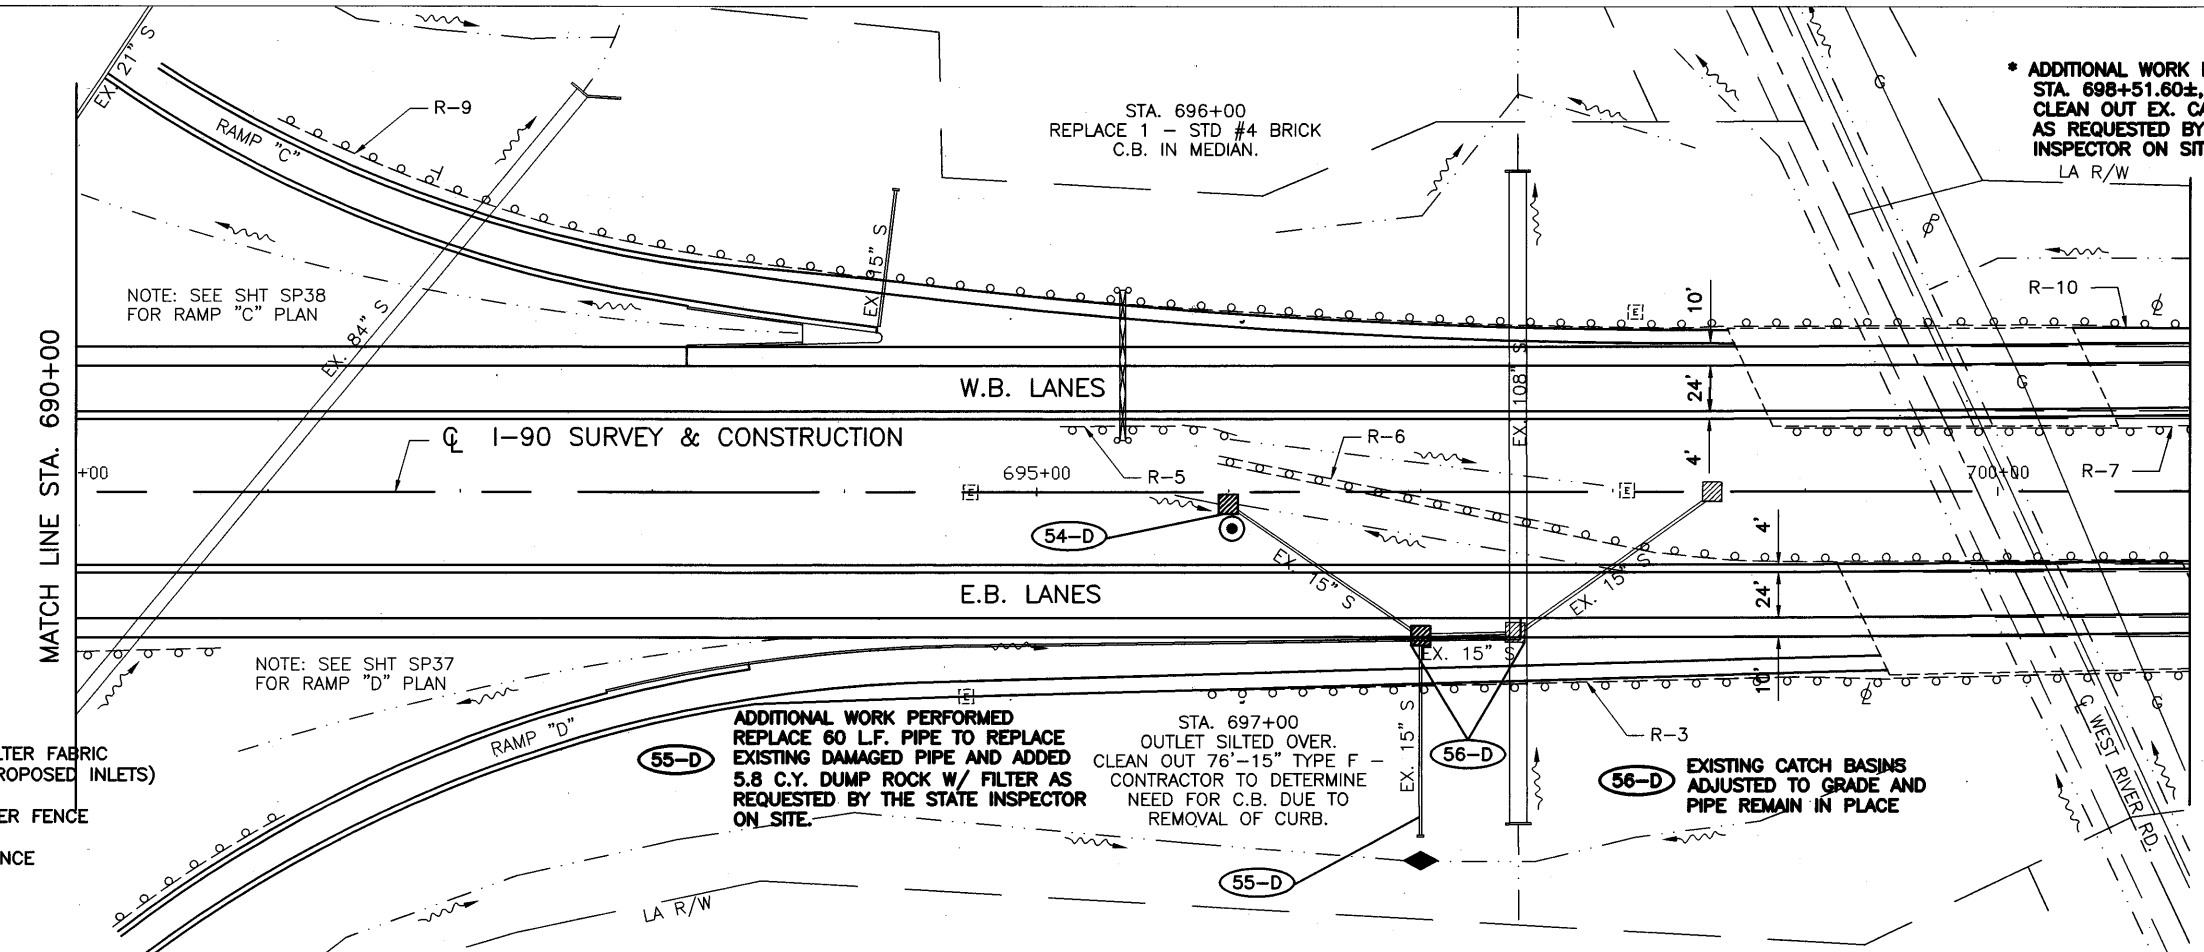 EX. 21" S
R-9
RAMP "C"
STA. 696+00
REPLACE 1 – STD #4 BRICK
C.B. IN MEDIAN.
G
* ADDITIONAL WORK
STA. 698+51.60±,
CLEAN OUT EX.
AS REQUESTED BY
INSPECTOR ON
LA R/W
NOTE: SEE SHT SP38
FOR RAMP "C" PLAN
EX. 84" S
EX. 15" S
E
10'
R-10
MATCH LINE STA. 690+00
W.B. LANES
EX. 108" S
24'
G
℄ I-90 SURVEY & CONSTRUCTION
R-6
4'
+00
695+00
R-5
E
E
700+00
R-7
54-D
EX. 15" S
EX. 15" S
4'
E.B. LANES
24'
NOTE: SEE SHT SP37
FOR RAMP "D" PLAN
EX. 15" S
10'
E
RAMP "D"
55-D
ADDITIONAL WORK PERFORMED
REPLACE 60 L.F. PIPE TO REPLACE
EXISTING DAMAGED PIPE AND ADDED
5.8 C.Y. DUMP ROCK W/ FILTER AS
REQUESTED BY THE STATE INSPECTOR
ON SITE.
STA. 697+00
OUTLET SILTED OVER.
CLEAN OUT 76'-15" TYPE F –
CONTRACTOR TO DETERMINE
NEED FOR C.B. DUE TO
REMOVAL OF CURB.
EX. 15" S
56-D
R-3
56-D
EXISTING CATCH BASINS
ADJUSTED TO GRADE AND
PIPE REMAIN IN PLACE
G
℄ WEST RIVER RD.
FABRIC
INLETS)
FENCE
55-D
LA R/W